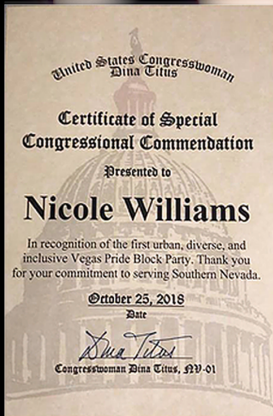 United States Congresswoman
Dina Titus
Certificate of Special
Congressional Commendation
Presented to
Nicole Williams
In recognition of the first urban, diverse, and
inclusive Vegas Pride Block Party. Thank you
for your commitment to serving Southern Nevada.
October 25, 2018
Date
Dina Titus
Congresswoman Dina Titus, NV-01